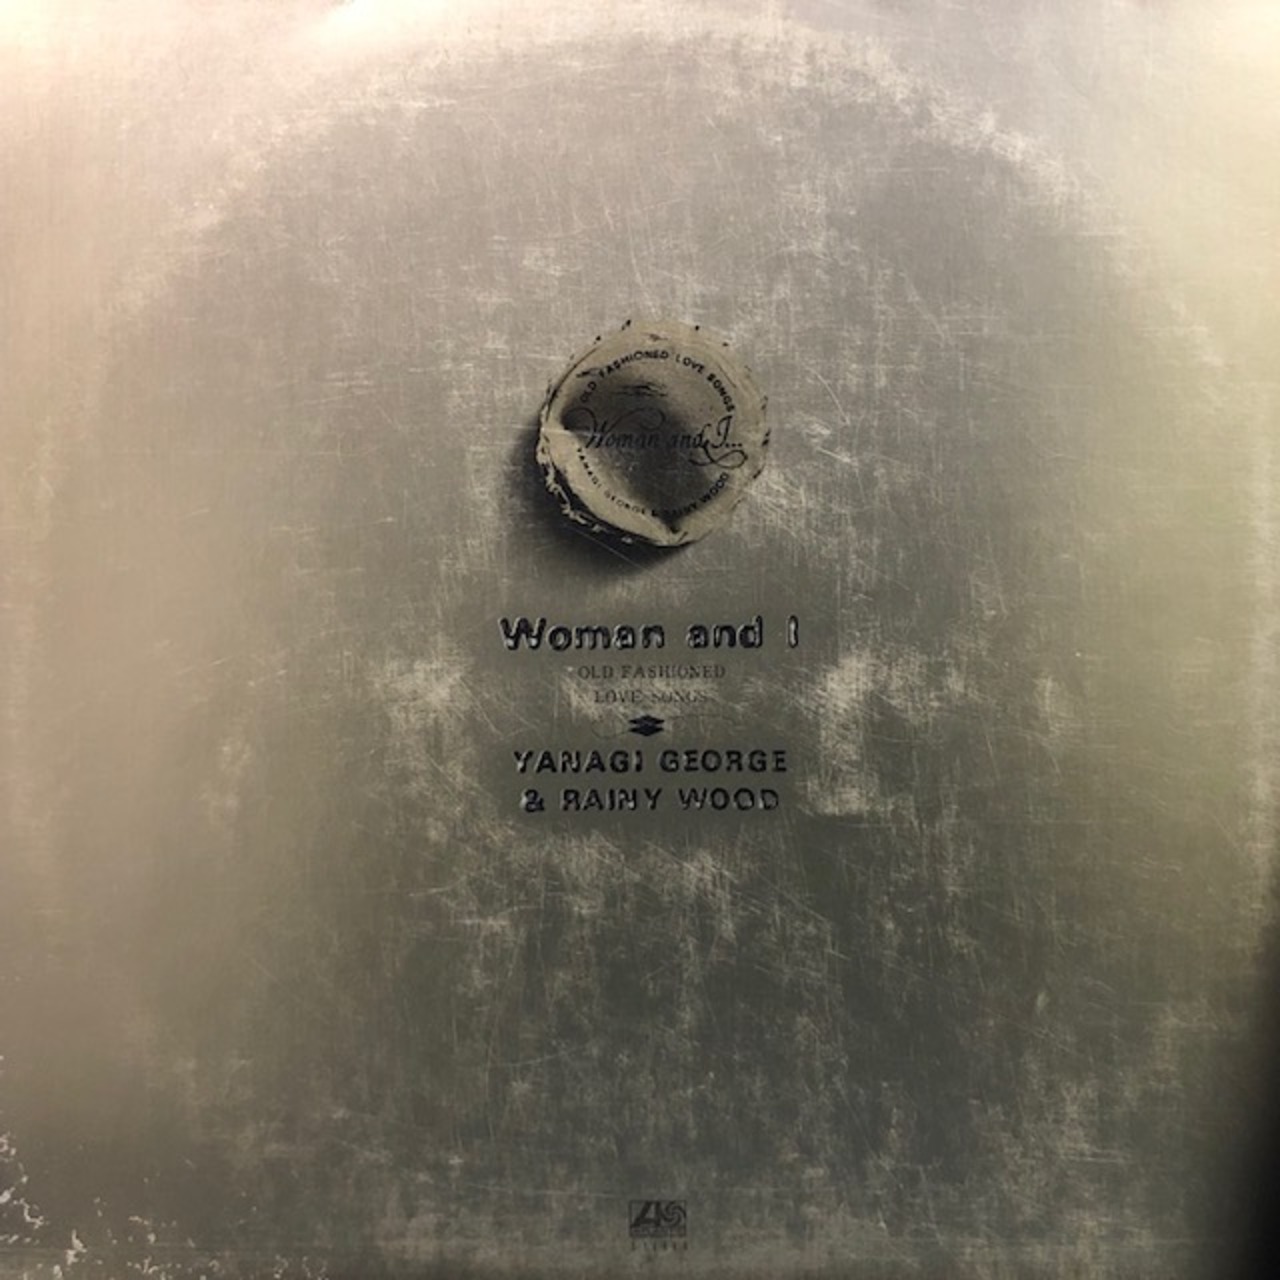 OLD FASHIONED LOVE SONGS
Woman and I...
YANAGI GEORGE & RAINY WOOD
Woman and I
OLD FASHIONED
LOVE SONGS
YANAGI GEORGE
& RAINY WOOD